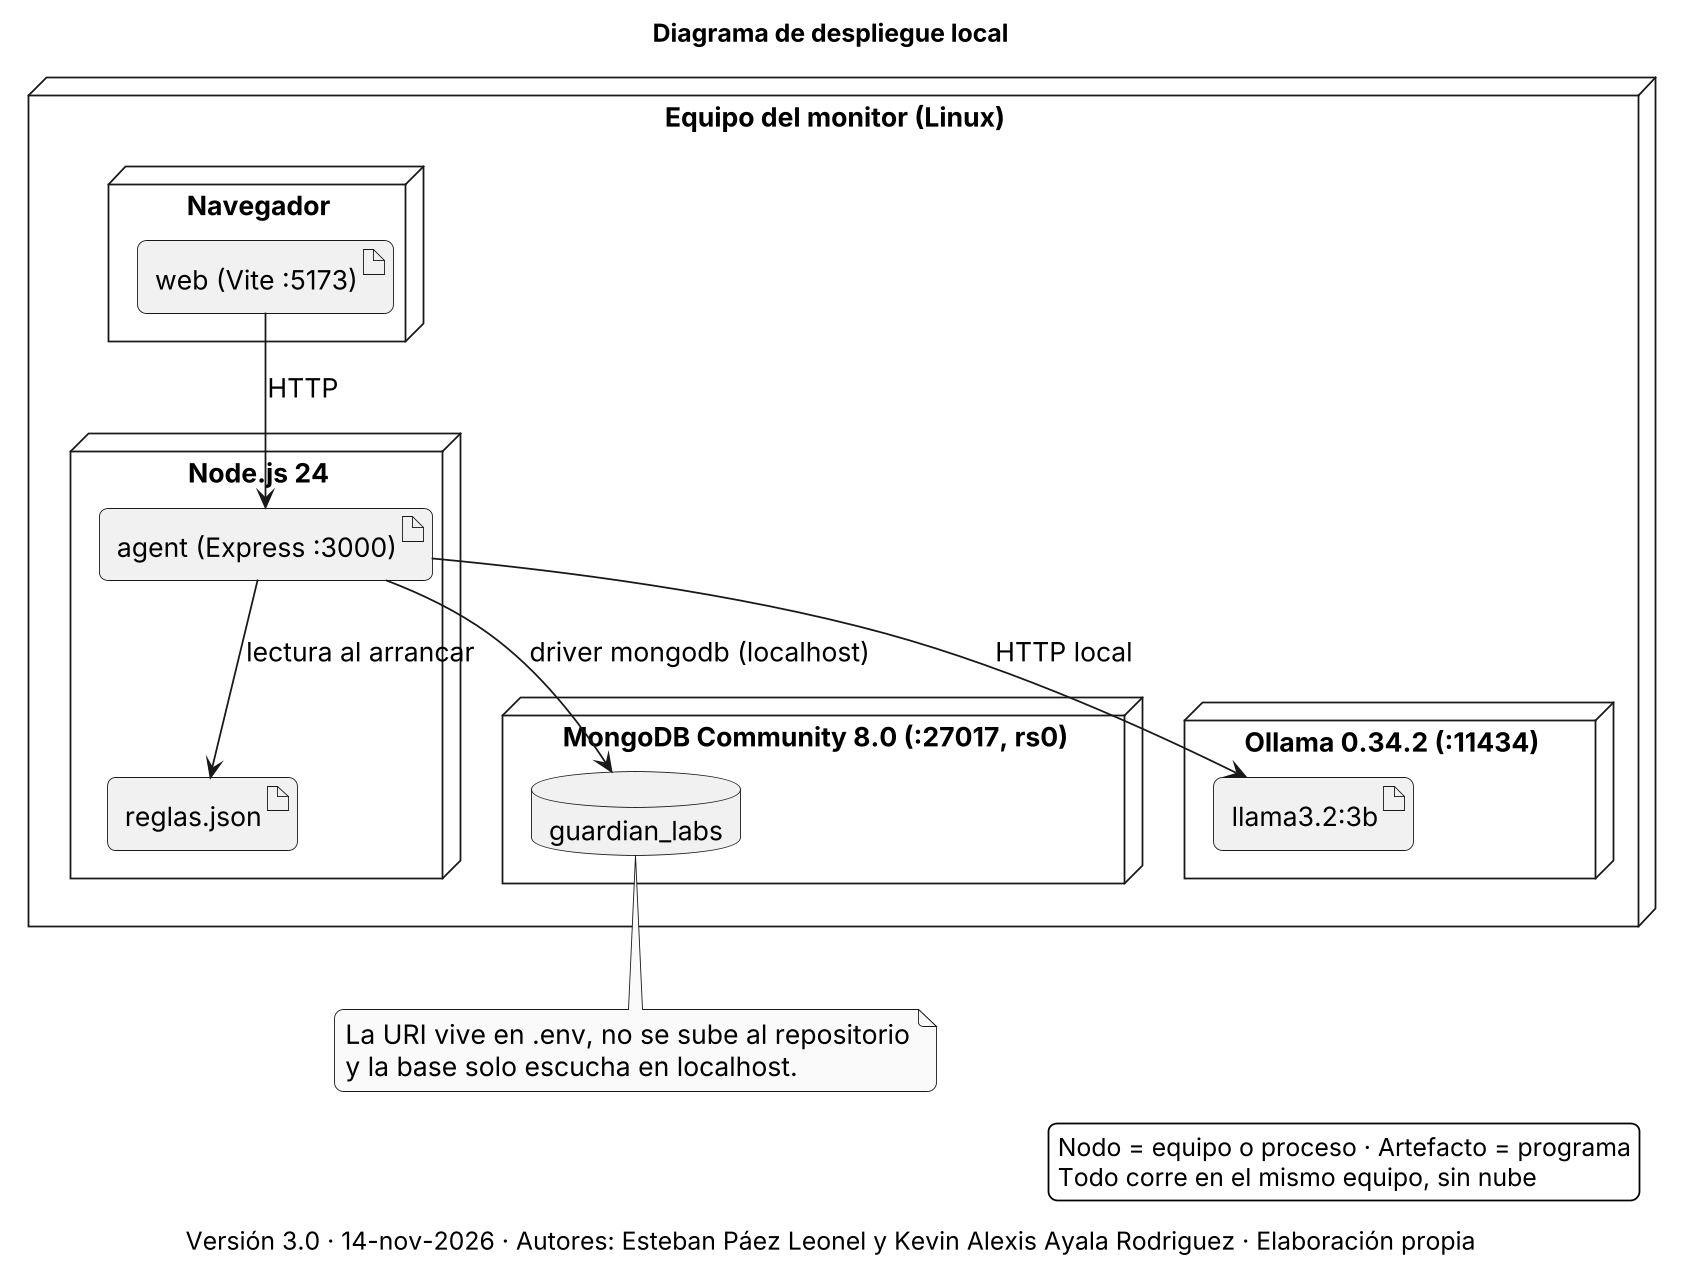 Diagrama de despliegue local
Equipo del monitor (Linux)
Navegador
web (Vite :5173)
HTTP
Node.js 24
agent (Express :3000)
lectura al arrancar
driver mongodb (localhost)
HTTP local
MongoDB Community 8.0 (:27017, rs0)
Ollama 0.34.2 (:11434)
reglas.json
guardian_labs
llama3.2:3b
La URI vive en .env, no se sube al repositorio
y la base solo escucha en localhost.
Nodo = equipo o proceso · Artefacto = programa
Todo corre en el mismo equipo, sin nube
Versión 3.0 · 14-nov-2026 · Autores: Esteban Páez Leonel y Kevin Alexis Ayala Rodriguez · Elaboración propia